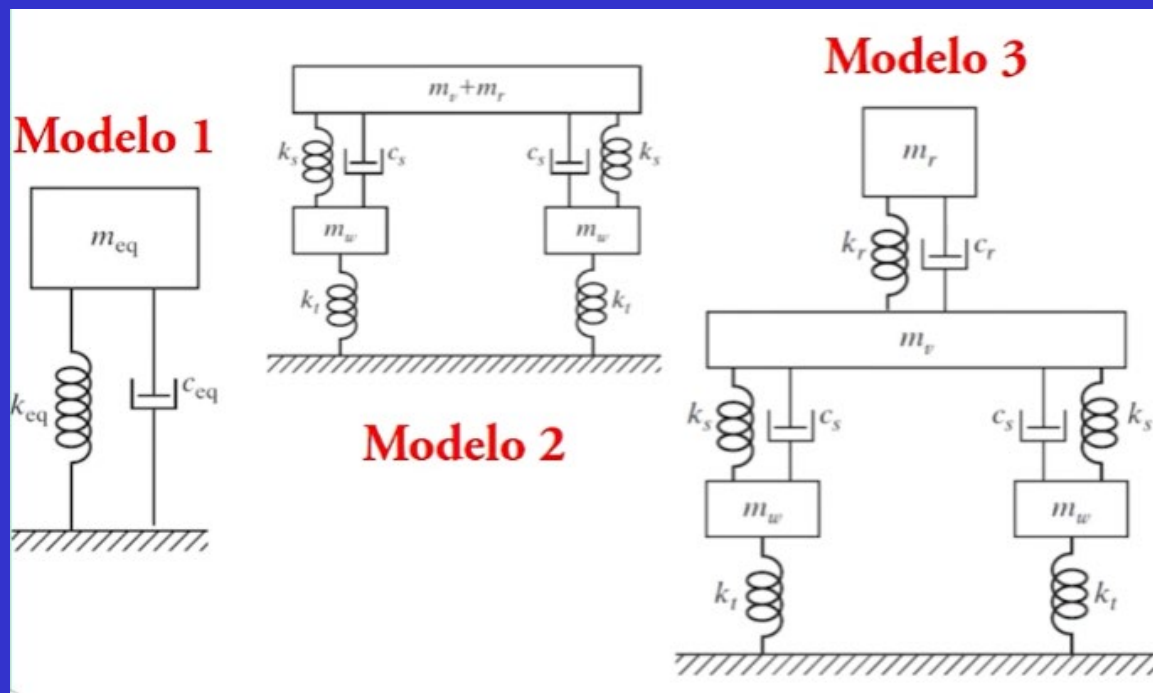 Modelo 1
m_eq
k_eq
c_eq
m_v+m_r
k_s
c_s
c_s
k_s
m_w
m_w
k_t
k_t
Modelo 2
Modelo 3
m_r
k_r
c_r
m_v
k_s
c_s
c_s
k_s
m_w
m_w
k_t
k_t